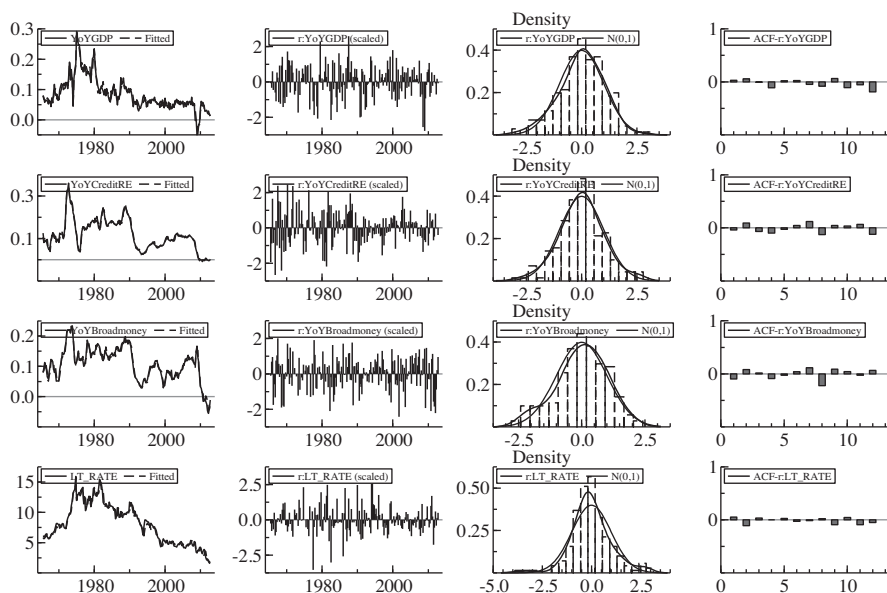 Density
0.3
YoYGDP
Fitted
0.2
0.1
0.0
1980
2000
r:YoYGDP (scaled)
2
0
-2
1980
2000
r:YoYGDP
N(0,1)
0.4
0.2
-2.5
0.0
2.5
1
ACF-r:YoYGDP
0
0
5
10
Density
YoYCreditRE
Fitted
0.3
0.1
1980
2000
r:YoYCreditRE (scaled)
2
0
-2
1980
2000
r:YoYCreditRE
N(0,1)
0.4
0.2
-2.5
0.0
2.5
1
ACF-r:YoYCreditRE
0
0
5
10
Density
0.2
YoYBroadmoney
Fitted
0.1
0.0
1980
2000
r:YoYBroadmoney (scaled)
2
0
-2
1980
2000
r:YoYBroadmoney
N(0,1)
0.4
0.2
-2.5
0.0
2.5
1
ACF-r:YoYBroadmoney
0
0
5
10
Density
15
LT_RATE
Fitted
10
5
1980
2000
r:LT_RATE (scaled)
2.5
0.0
-2.5
1980
2000
r:LT_RATE
N(0,1)
0.50
0.25
-5.0
-2.5
0.0
2.5
1
ACF-r:LT_RATE
0
0
5
10